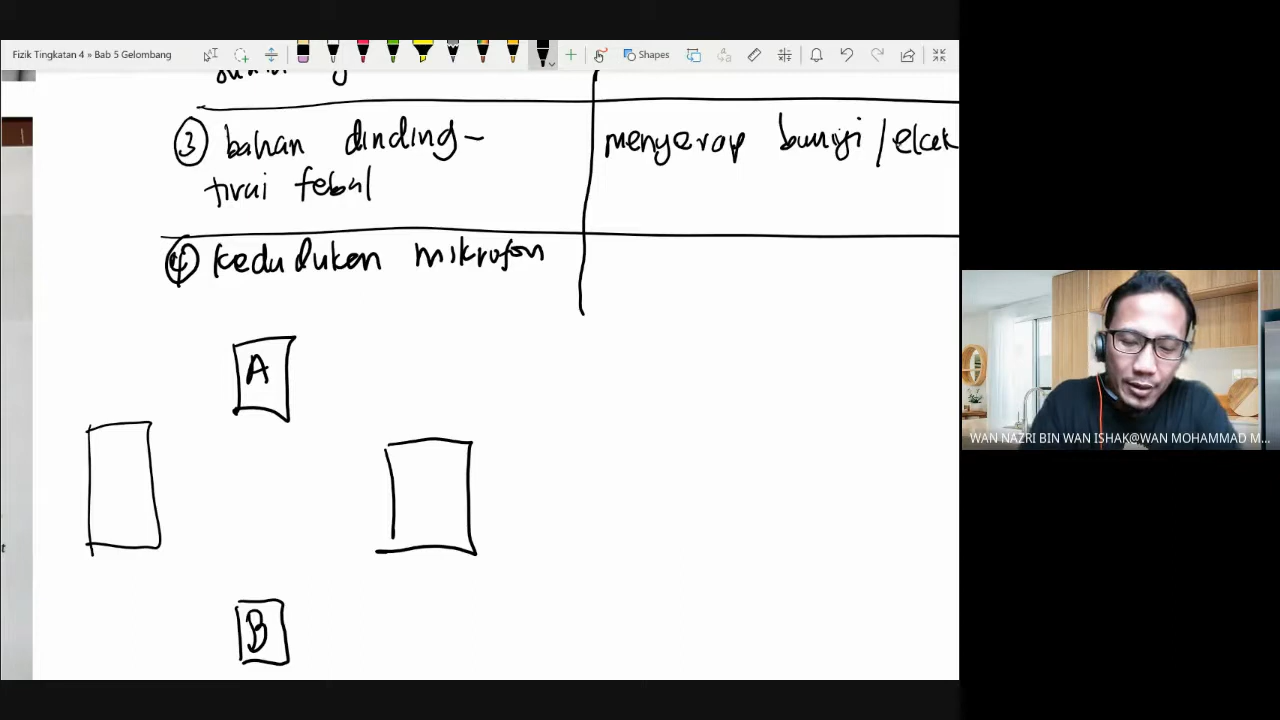 Fizik Tingkatan 4 » Bab 5 Gelombang
Shapes
③ bahan dinding –
tirai tebal
menyerap bunyi/elak
④ kedudukan mikrofon
A
B
WAN NAZRI BIN WAN ISHAK@WAN MOHAMMAD M...